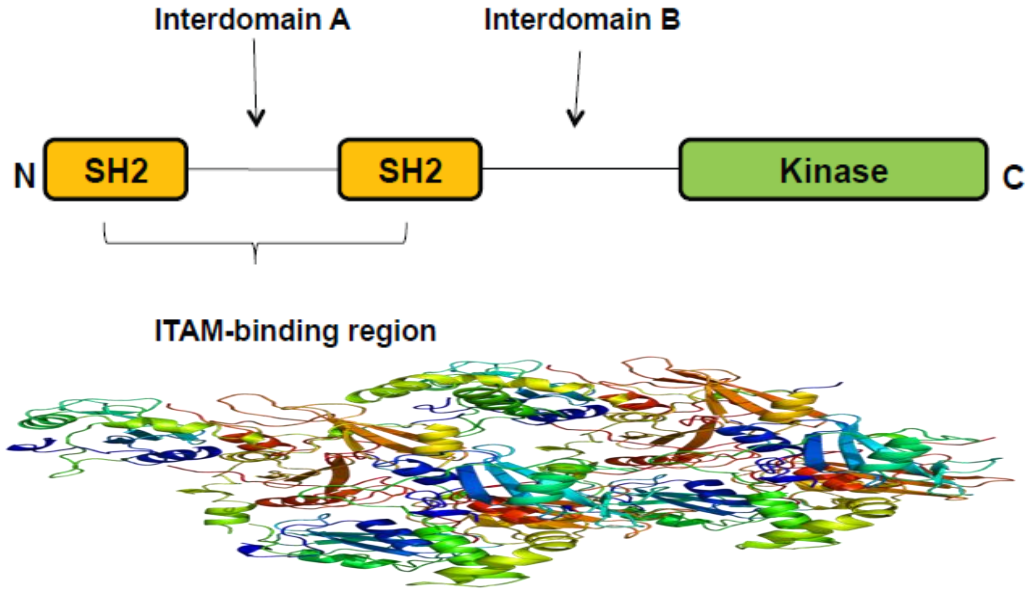 Interdomain A Interdomain B
N SH2 SH2 Kinase C
ITAM-binding region